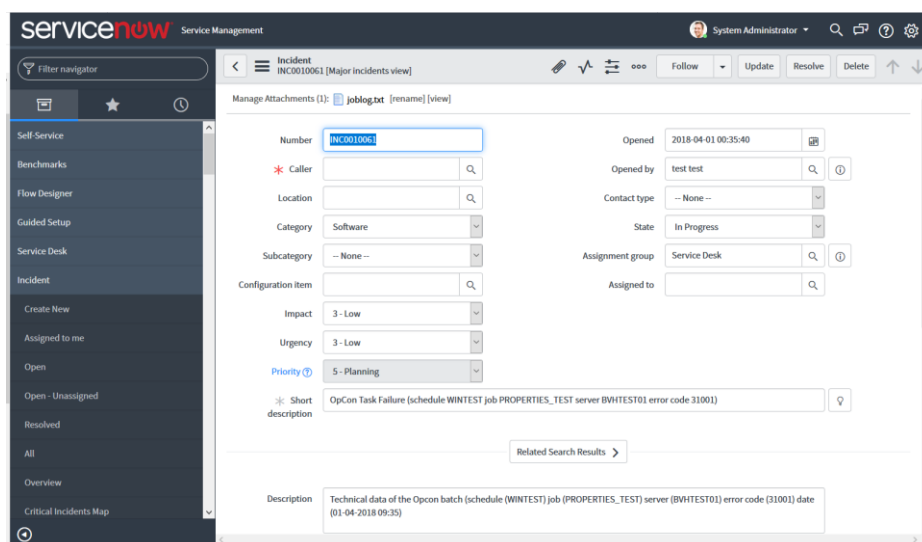 servicenow Service Management
System Administrator
Filter navigator
Self-Service
Benchmarks
Flow Designer
Guided Setup
Service Desk
Incident
Create New
Assigned to me
Open
Open - Unassigned
Resolved
All
Overview
Critical Incidents Map
Incident
INC0010061 [Major incidents view]
Follow Update Resolve Delete
Manage Attachments (1): joblog.txt [rename] [view]
Number INC0010061
Caller
Location
Category Software
Subcategory -- None --
Configuration item
Impact 3 - Low
Urgency 3 - Low
Priority 5 - Planning
Opened 2018-04-01 00:35:40
Opened by test test
Contact type -- None --
State In Progress
Assignment group Service Desk
Assigned to
Short
description
OpCon Task Failure (schedule WINTEST job PROPERTIES_TEST server BVHTEST01 error code 31001)
Related Search Results
Description
Technical data of the Opcon batch (schedule (WINTEST) job (PROPERTIES_TEST) server (BVHTEST01) error code (31001) date
(01-04-2018 09:35)